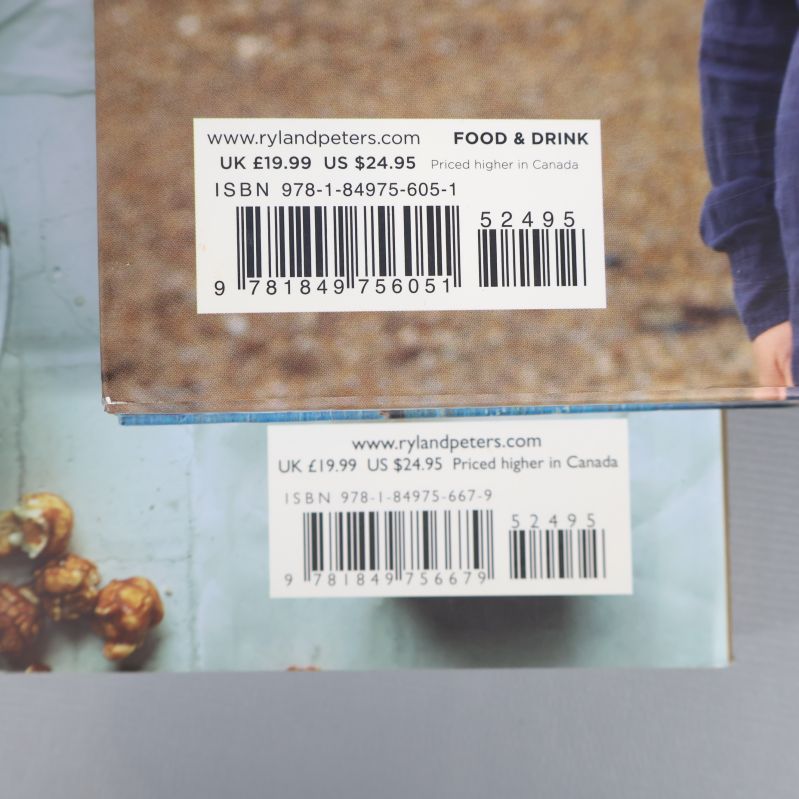 www.rylandpeters.com FOOD & DRINK
UK £19.99 US $24.95 Priced higher in Canada
ISBN 978-1-84975-605-1
52495
9 781849 756051
www.rylandpeters.com
UK £19.99 US $24.95 Priced higher in Canada
ISBN 978-1-84975-667-9
52495
9 781849 756679